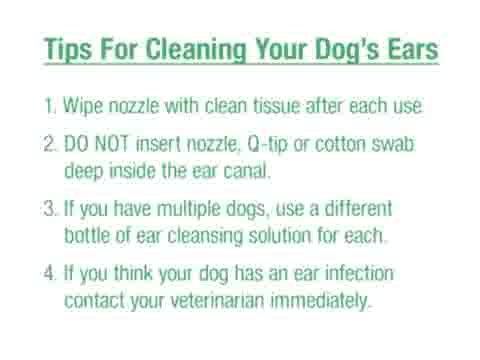 Tips For Cleaning Your Dog's Ears
1. Wipe nozzle with clean tissue after each use
2. DO NOT insert nozzle, Q-tip or cotton swab
deep inside the ear canal.
3. If you have multiple dogs, use a different
bottle of ear cleansing solution for each.
4. If you think your dog has an ear infection
contact your veterinarian immediately.